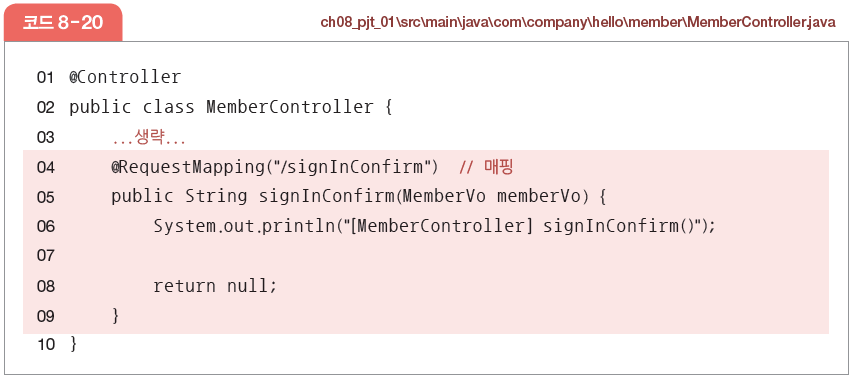 코드 8-20
ch08_pjt_01\src\main\java\com\company\hello\member\MemberController.java
01 @Controller
02 public class MemberController {
03 ...생략...
04 @RequestMapping("/signInConfirm") // 매핑
05 public String signInConfirm(MemberVo memberVo) {
06 System.out.println("[MemberController] signInConfirm()");
07
08 return null;
09 }
10 }